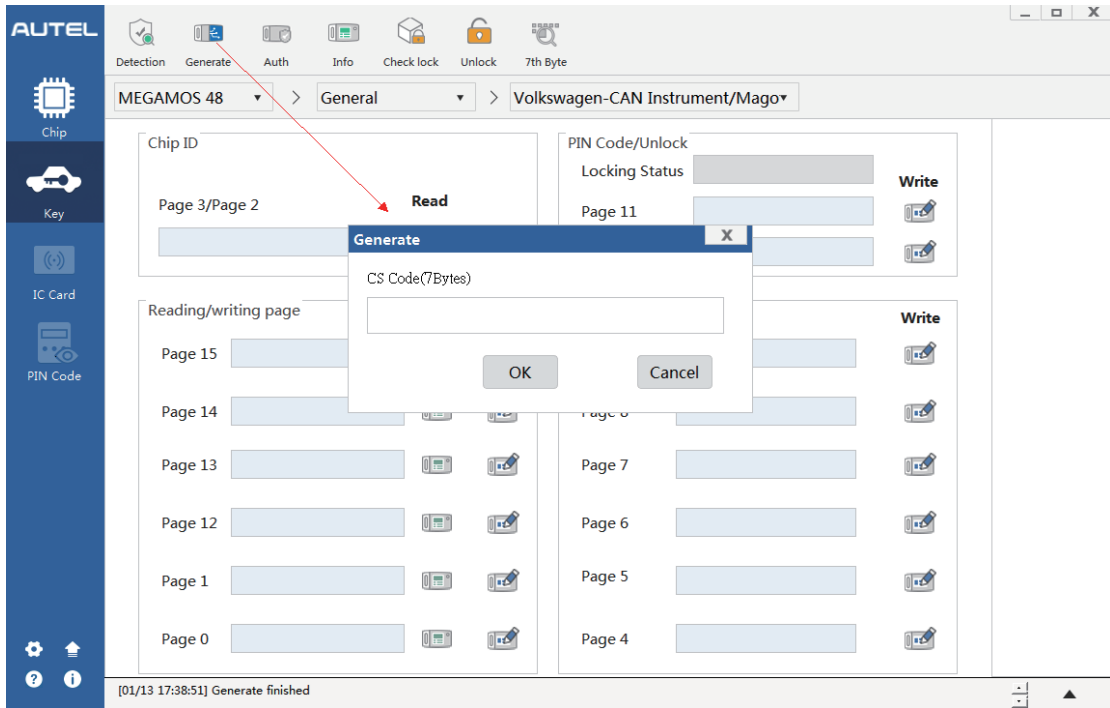 AUTEL
Detection Generate Auth Info Check lock Unlock 7th Byte
MEGAMOS 48 > General > Volkswagen-CAN Instrument/Mago
Chip
Key
IC Card
PIN Code
Chip ID
Page 3/Page 2 Read
PIN Code/Unlock
Locking Status
Write
Page 11
Generate X
CS Code(7Bytes)
OK Cancel
Reading/writing page
Write
Page 15
Page 14
Page 13 Page 7
Page 12 Page 6
Page 1 Page 5
Page 0 Page 4
[01/13 17:38:51] Generate finished